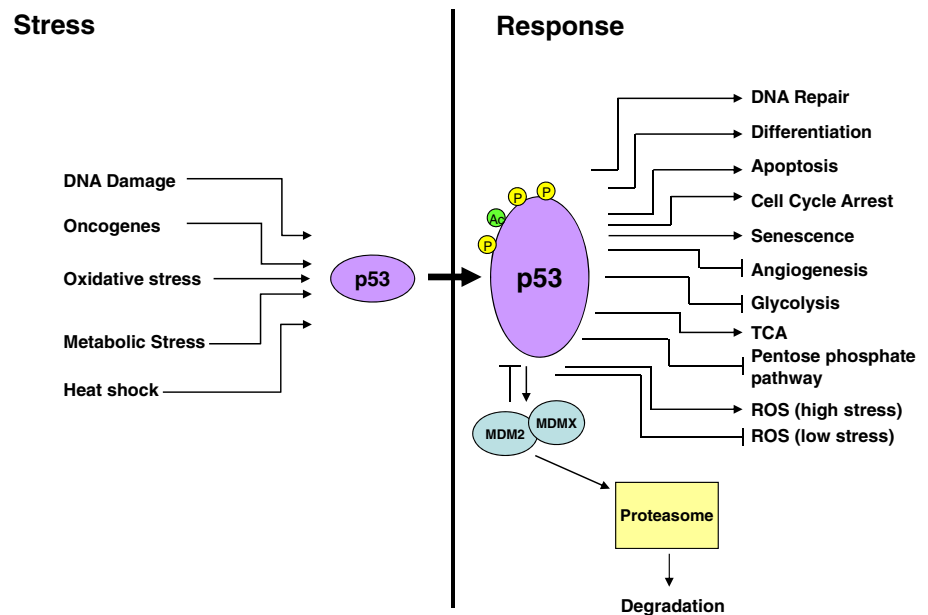 Stress
Response
DNA Damage
Oncogenes
Oxidative stress
Metabolic Stress
Heat shock
p53
P
P
Ac
P
p53
MDM2
MDMX
DNA Repair
Differentiation
Apoptosis
Cell Cycle Arrest
Senescence
Angiogenesis
Glycolysis
TCA
Pentose phosphate
pathway
ROS (high stress)
ROS (low stress)
Proteasome
Degradation